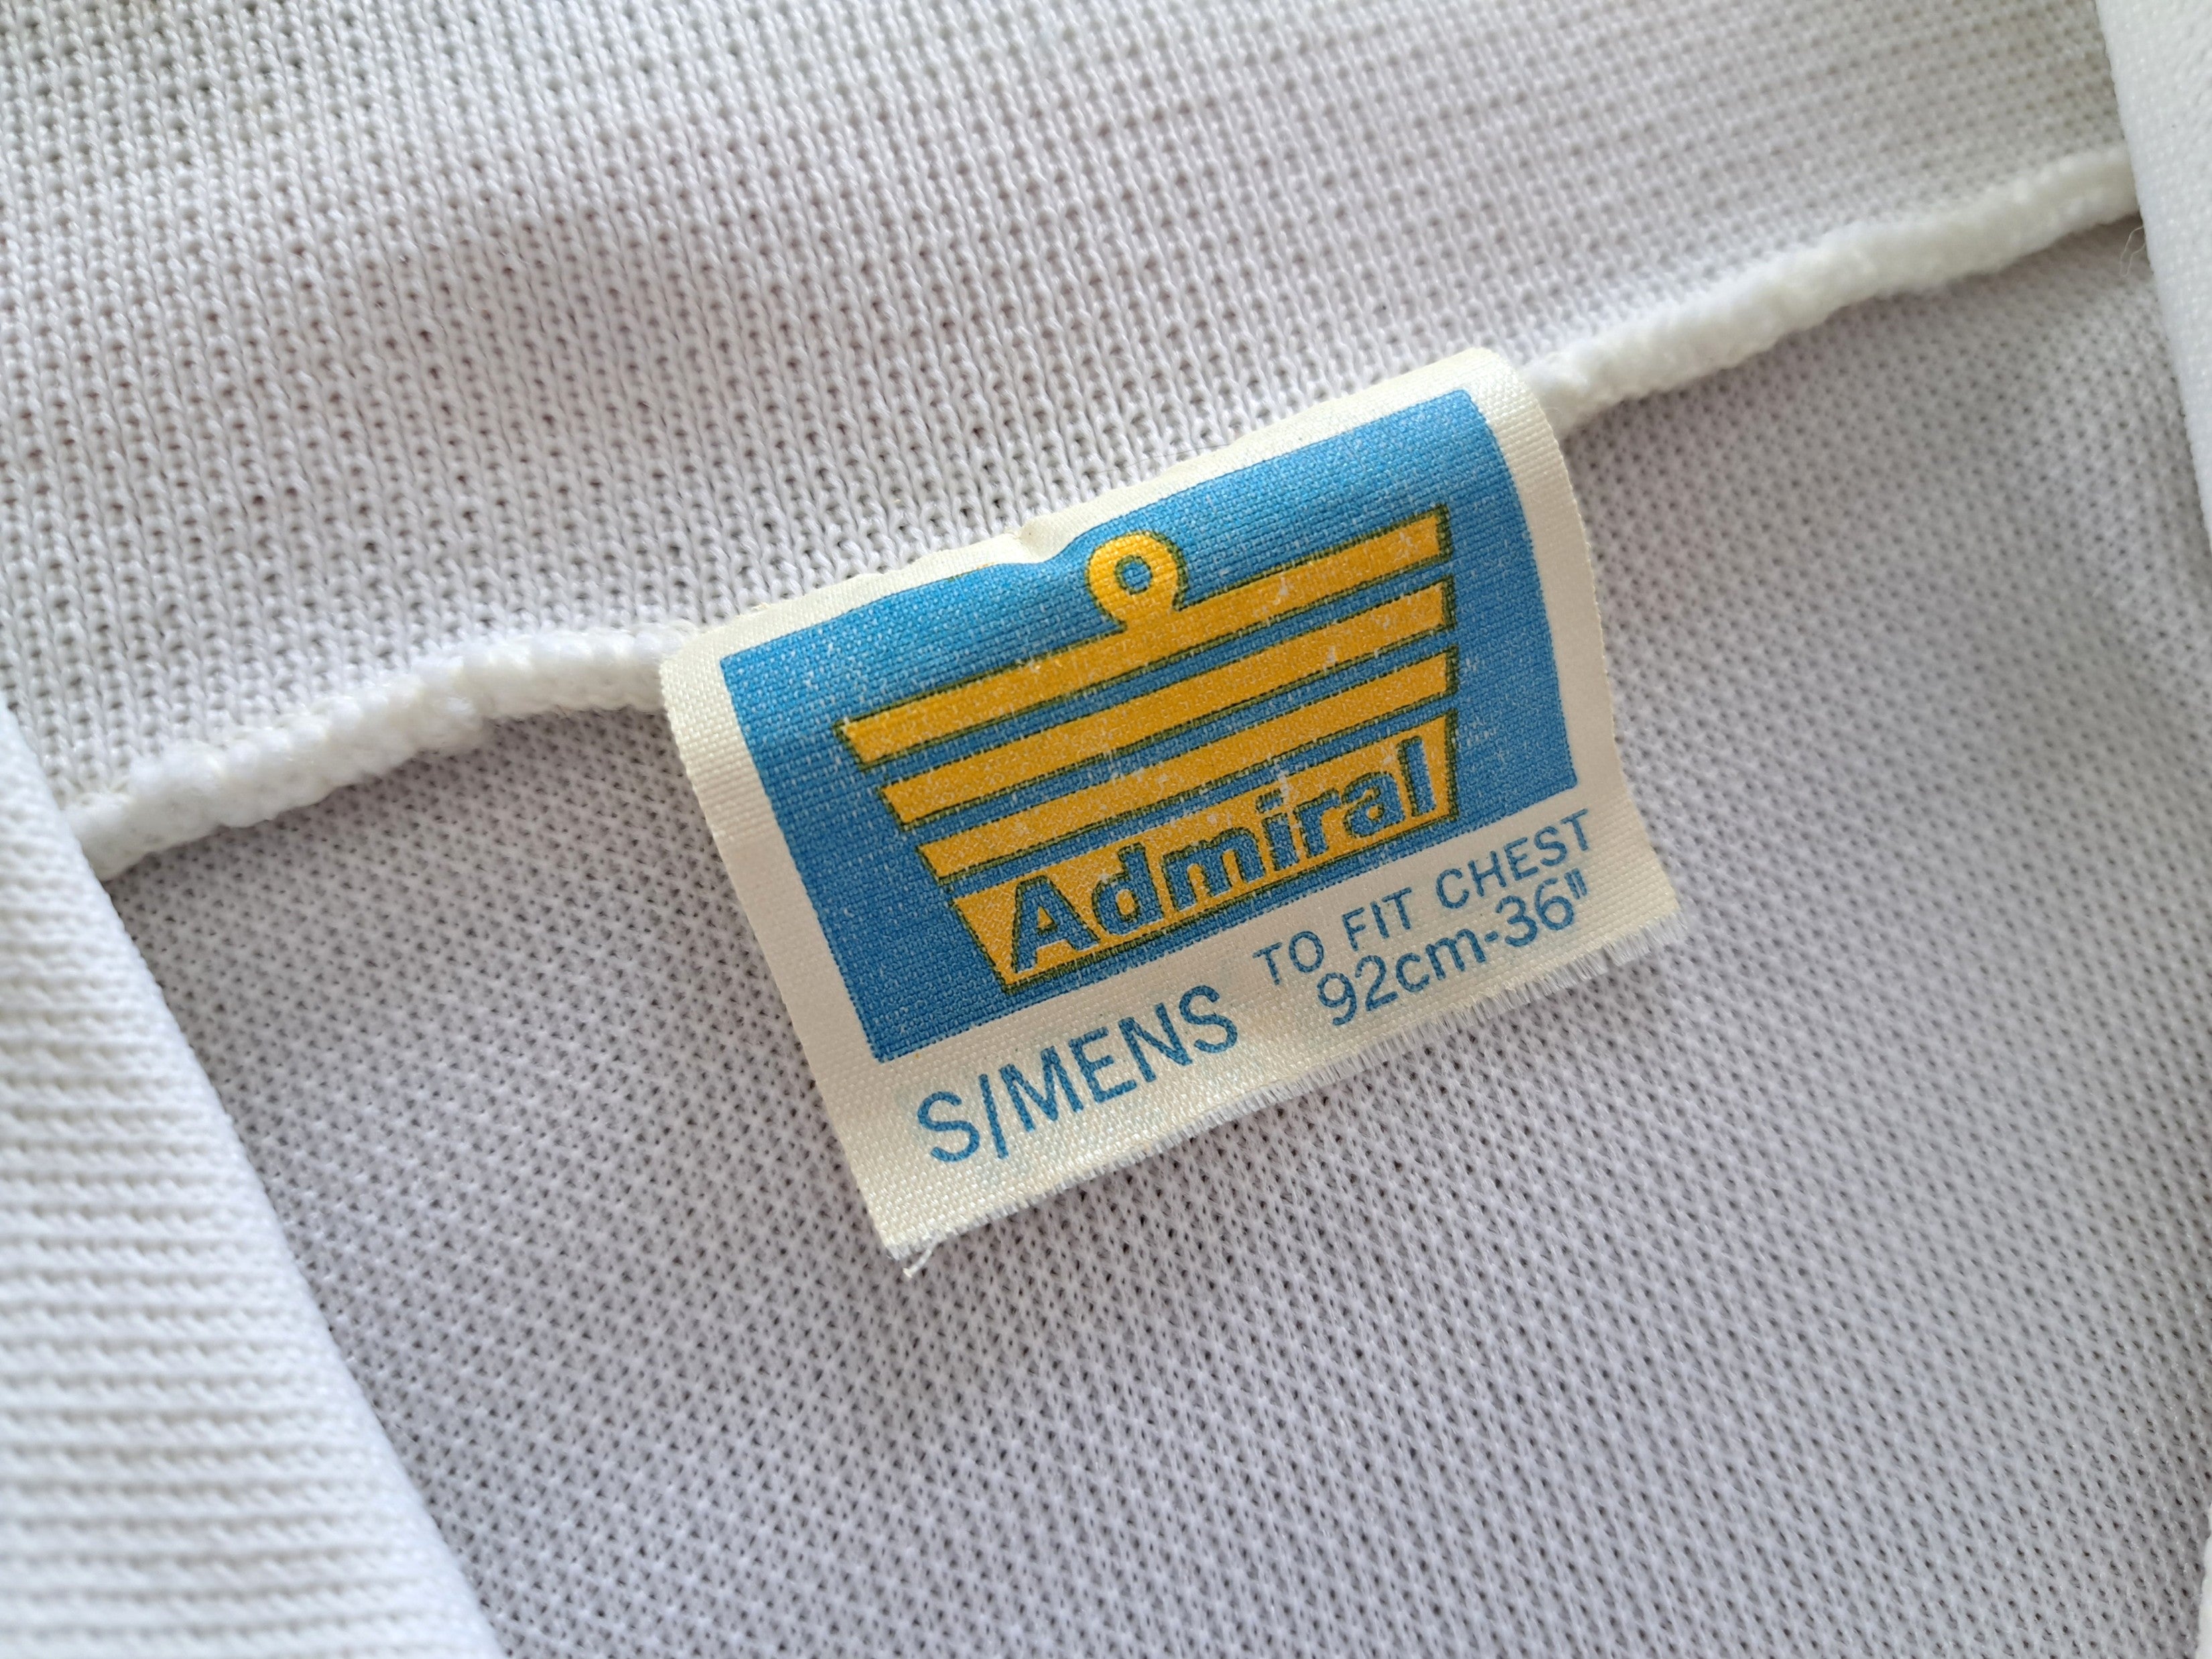 Admiral
S/MENS
TO FIT CHEST
92cm-36"